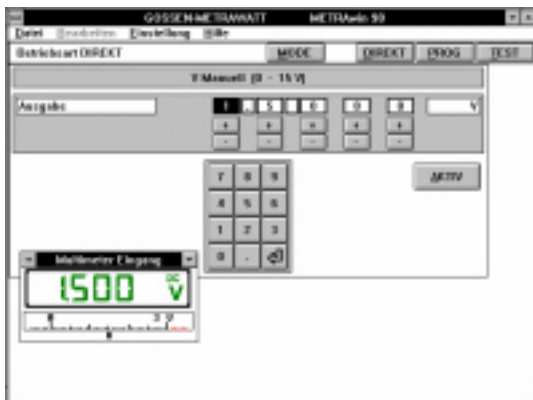 GOSSEN-METRAWATT METRAwin 90
Datei Bearbeiten Einstellung Hilfe
Betriebsart DIREKT MODE DIREKT PROG TEST
V Manuell (0 - 15 V)
Ausgabe 1 . 5 0 0 0 V
+ + + + +
- - - - -
7 8 9
AKTIV
4 5 6
1 2 3
0 .
Multimeter Eingang
1.500 DC V